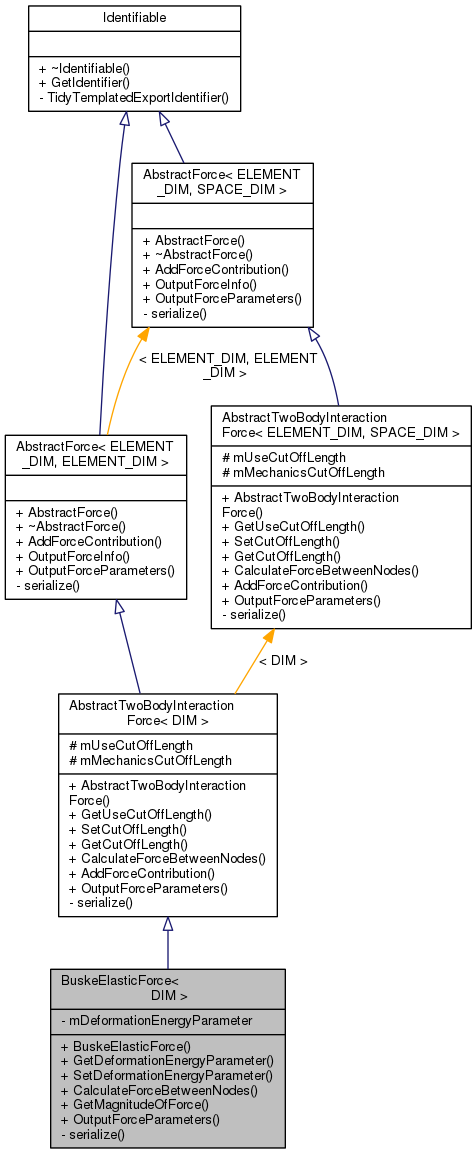 Identifiable
+ ~Identifiable()
+ GetIdentifier()
- TidyTemplatedExportIdentifier()
AbstractForce< ELEMENT
_DIM, SPACE_DIM >
+ AbstractForce()
+ ~AbstractForce()
+ AddForceContribution()
+ OutputForceInfo()
+ OutputForceParameters()
- serialize()
< ELEMENT_DIM, ELEMENT
_DIM >
AbstractTwoBodyInteraction
Force< ELEMENT_DIM, SPACE_DIM >
# mUseCutOffLength
# mMechanicsCutOffLength
+ AbstractTwoBodyInteraction
Force()
+ GetUseCutOffLength()
+ SetCutOffLength()
+ GetCutOffLength()
+ CalculateForceBetweenNodes()
+ AddForceContribution()
+ OutputForceParameters()
- serialize()
AbstractForce< ELEMENT
_DIM, ELEMENT_DIM >
+ AbstractForce()
+ ~AbstractForce()
+ AddForceContribution()
+ OutputForceInfo()
+ OutputForceParameters()
- serialize()
< DIM >
AbstractTwoBodyInteraction
Force< DIM >
# mUseCutOffLength
# mMechanicsCutOffLength
+ AbstractTwoBodyInteraction
Force()
+ GetUseCutOffLength()
+ SetCutOffLength()
+ GetCutOffLength()
+ CalculateForceBetweenNodes()
+ AddForceContribution()
+ OutputForceParameters()
- serialize()
BuskeElasticForce<
DIM >
- mDeformationEnergyParameter
+ BuskeElasticForce()
+ GetDeformationEnergyParameter()
+ SetDeformationEnergyParameter()
+ CalculateForceBetweenNodes()
+ GetMagnitudeOfForce()
+ OutputForceParameters()
- serialize()